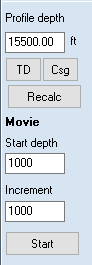 Profile depth
15500.00 ft
TD Csg
Recalc
Movie
Start depth
1000
Increment
1000
Start